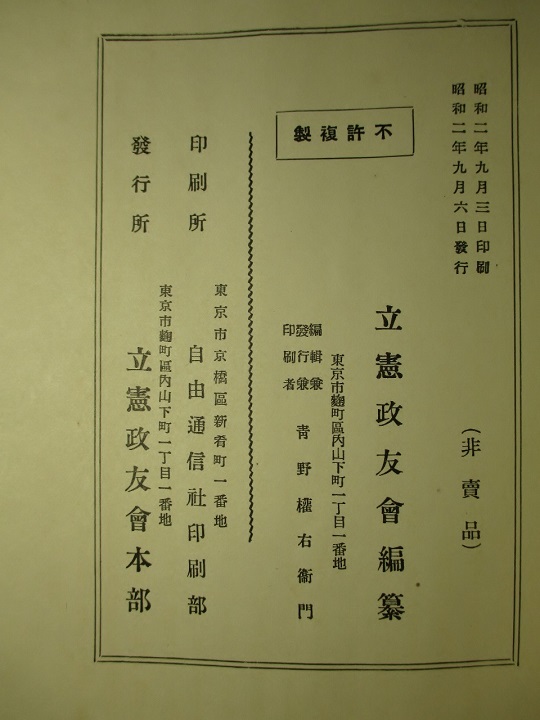 昭和二年九月三日印刷
昭和二年九月六日發行
(非賣品)
不許複製
立憲政友會編纂
東京市麴町區內山下町一丁目一番地
編輯兼
發行兼
印刷者
青野權右衞門
東京市京橋區新肴町一番地
印刷所 自由通信社印刷部
東京市麴町區內山下町一丁目一番地
發行所 立憲政友會本部